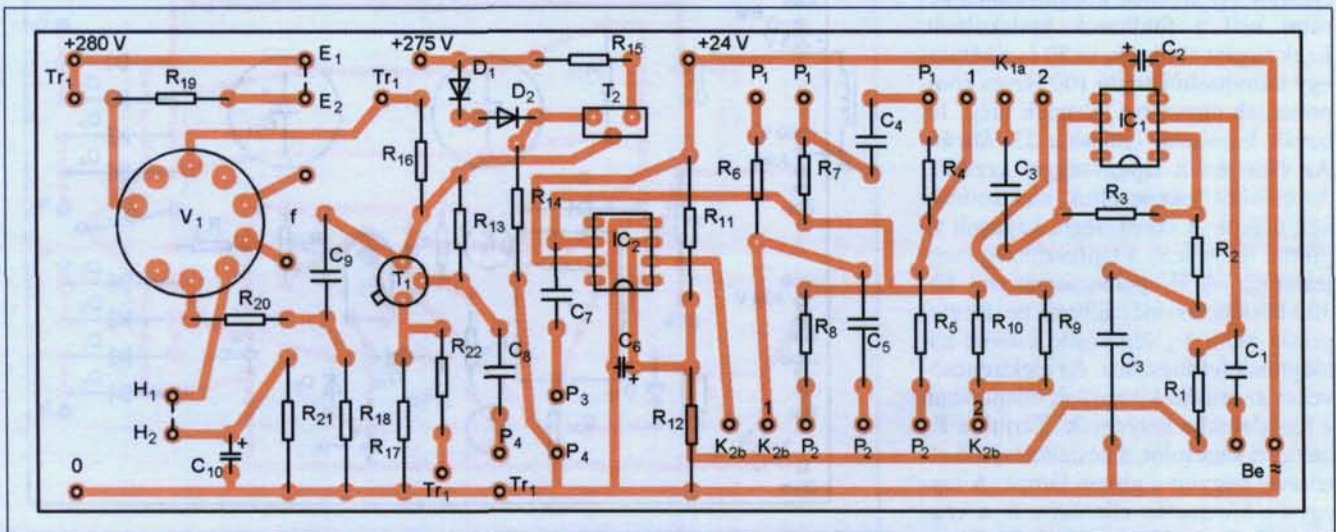 +280 V +275 V +24 V
E₁ D₁ R₁₅ P₁ P₁ P₁ 1 K₁ₐ 2 C₂ +
Tr₁ R₁₉ E₂ Tr₁ D₂ T₂ IC₁
R₁₆ C₄
R₆ R₇ R₄ C₃ R₃
V₁ f R₁₃ R₁₄ IC₂ R₁₁ R₂
C₉ T₁
R₂₀ C₇ R₈ C₅ R₅ R₁₀ R₉ C₃
R₂₂ C₈ C₆ + C₁
H₁ P₃ R₁ 
H₂ R₂₁ R₁₈ R₁₂ 1 2
C₁₀ + R₁₇ P₄ P₄ K₂b K₂b P₂ P₂ P₂ K₂b
0 Tr₁ Tr₁ Be ≈